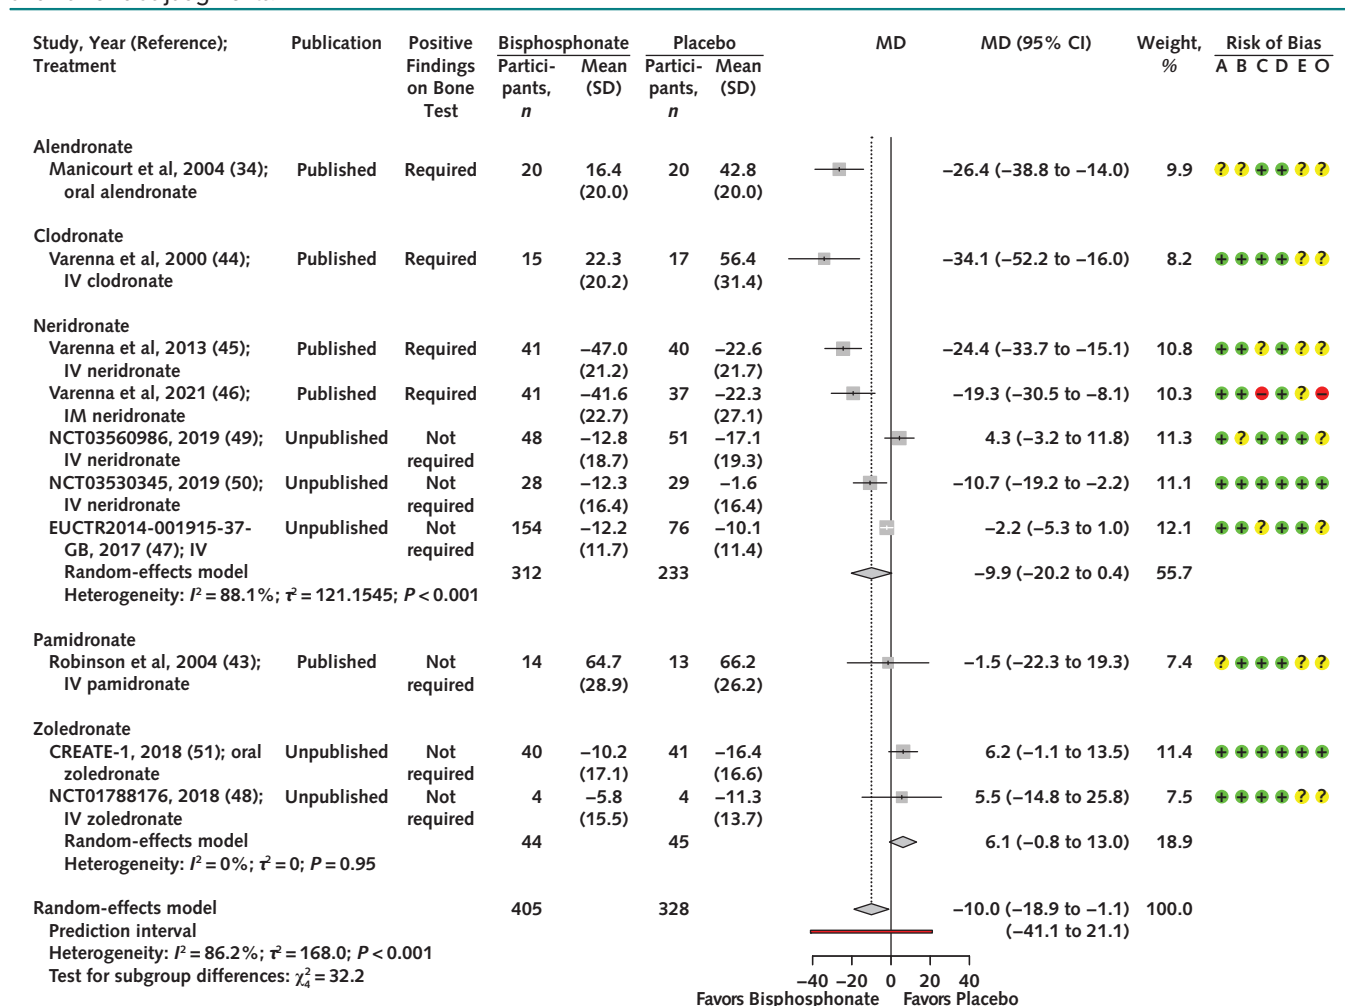 Study, Year (Reference); Publication Positive Bisphosphonate Placebo MD MD (95% CI) Weight, Risk of Bias
Treatment Findings Partici- Mean Partici- Mean % A B C D E O
on Bone pants, (SD) pants, (SD)
Test n n
Alendronate
Manicourt et al, 2004 (34); Published Required 20 16.4 20 42.8 −26.4 (−38.8 to −14.0) 9.9 ? ? + + ? ?
oral alendronate (20.0) (20.0)
Clodronate
Varenna et al, 2000 (44); Published Required 15 22.3 17 56.4 −34.1 (−52.2 to −16.0) 8.2 + + + + ? ?
IV clodronate (20.2) (31.4)
Neridronate
Varenna et al, 2013 (45); Published Required 41 −47.0 40 −22.6 −24.4 (−33.7 to −15.1) 10.8 + + ? + ? ?
IV neridronate (21.2) (21.7)
Varenna et al, 2021 (46); Published Required 41 −41.6 37 −22.3 −19.3 (−30.5 to −8.1) 10.3 + + − + ? −
IM neridronate (22.7) (27.1)
NCT03560986, 2019 (49); Unpublished Not 48 −12.8 51 −17.1 4.3 (−3.2 to 11.8) 11.3 + ? + + + ?
IV neridronate required (18.7) (19.3)
NCT03530345, 2019 (50); Unpublished Not 28 −12.3 29 −1.6 −10.7 (−19.2 to −2.2) 11.1 + + + + + +
IV neridronate required (16.4) (16.4)
EUCTR2014-001915-37- Unpublished Not 154 −12.2 76 −10.1 −2.2 (−5.3 to 1.0) 12.1 + + ? + + ?
GB, 2017 (47); IV required (11.7) (11.4)
Random-effects model 312 233 −9.9 (−20.2 to 0.4) 55.7
Heterogeneity: I² = 88.1%; τ² = 121.1545; P < 0.001
Pamidronate
Robinson et al, 2004 (43); Published Not 14 64.7 13 66.2 −1.5 (−22.3 to 19.3) 7.4 ? + + + ? ?
IV pamidronate required (28.9) (26.2)
Zoledronate
CREATE-1, 2018 (51); oral Unpublished Not 40 −10.2 41 −16.4 6.2 (−1.1 to 13.5) 11.4 + + + + + +
zoledronate required (17.1) (16.6)
NCT01788176, 2018 (48); Unpublished Not 4 −5.8 4 −11.3 5.5 (−14.8 to 25.8) 7.5 + + + + ? ?
IV zoledronate required (15.5) (13.7)
Random-effects model 44 45 6.1 (−0.8 to 13.0) 18.9
Heterogeneity: I² = 0%; τ² = 0; P = 0.95
Random-effects model 405 328 −10.0 (−18.9 to −1.1) 100.0
Prediction interval (−41.1 to 21.1)
Heterogeneity: I² = 86.2%; τ² = 168.0; P < 0.001
Test for subgroup differences: χ²₄ = 32.2
−40 −20 0 20 40
Favors Bisphosphonate Favors Placebo